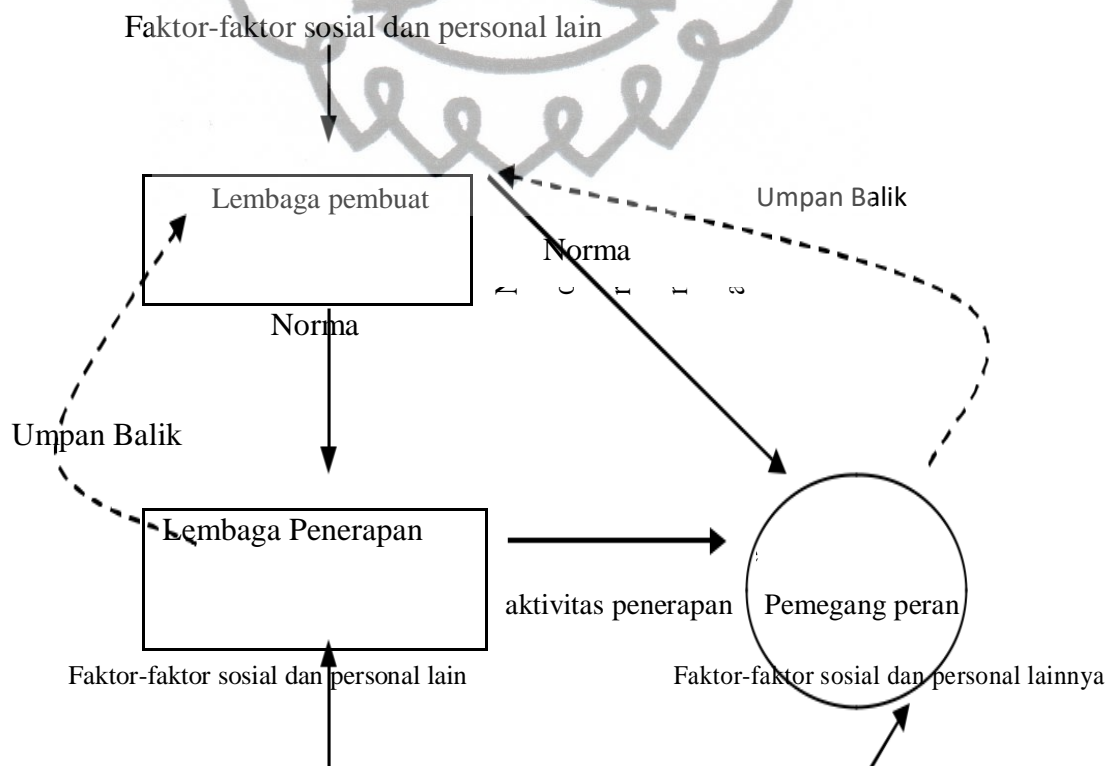 Faktor-faktor sosial dan personal lain
Lembaga pembuat
Umpan Balik
Norma
Norma
Umpan Balik
Lembaga Penerapan
aktivitas penerapan
Pemegang peran
Faktor-faktor sosial dan personal lain
Faktor-faktor sosial dan personal lainnya